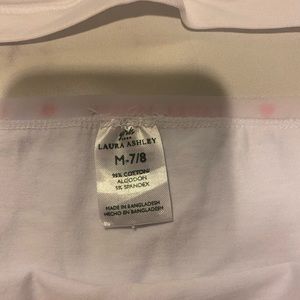 LAURA ASHLEY
M-7/8
95% COTTON/
ALGODON
5% SPANDEX
MADE IN BANGLADESH
HECHO EN BANGLADESH